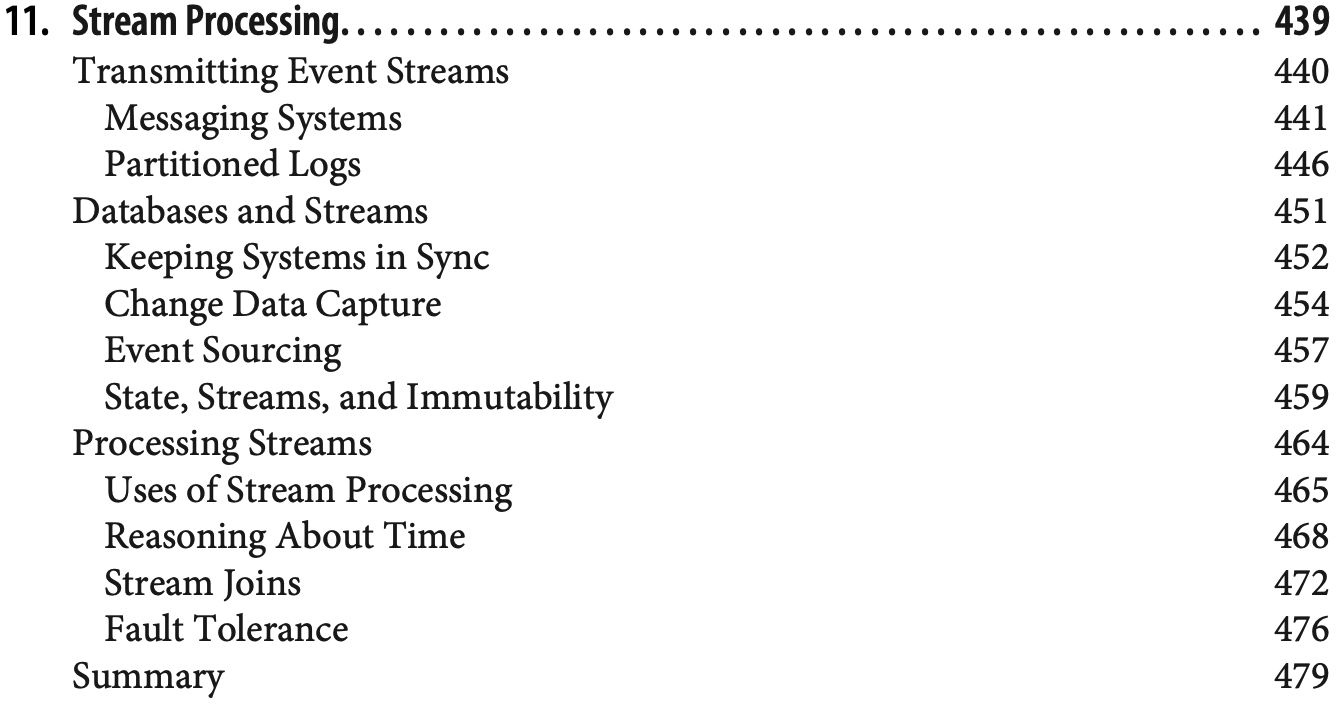 11. Stream Processing. . . . . . . . . . . . . . . . . . . . . . . . . . . . . . . . . . . . . . . . . . . . . . . . . . . . . . . . . 439
Transmitting Event Streams 440
Messaging Systems 441
Partitioned Logs 446
Databases and Streams 451
Keeping Systems in Sync 452
Change Data Capture 454
Event Sourcing 457
State, Streams, and Immutability 459
Processing Streams 464
Uses of Stream Processing 465
Reasoning About Time 468
Stream Joins 472
Fault Tolerance 476
Summary 479